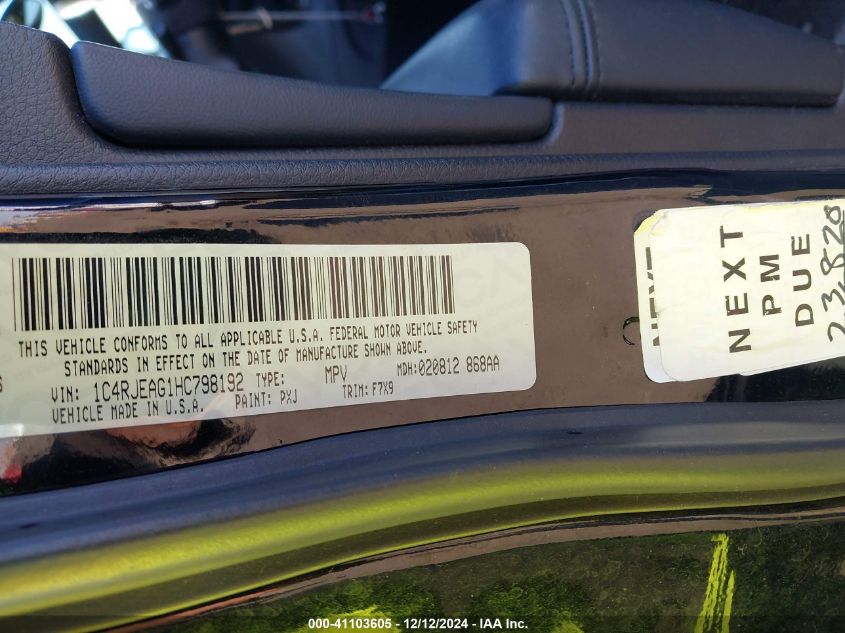 THIS VEHICLE CONFORMS TO ALL APPLICABLE U.S.A. FEDERAL MOTOR VEHICLE SAFETY
STANDARDS IN EFFECT ON THE DATE OF MANUFACTURE SHOWN ABOVE.
VIN: 1C4RJEAG1HC798192 TYPE: MPV MDH:020812 868AA
VEHICLE MADE IN U.S.A. PAINT: PXJ TRIM: F7X9
NEXT
NEXT
PM
DUE
000-41103605 - 12/12/2024 - IAA Inc.